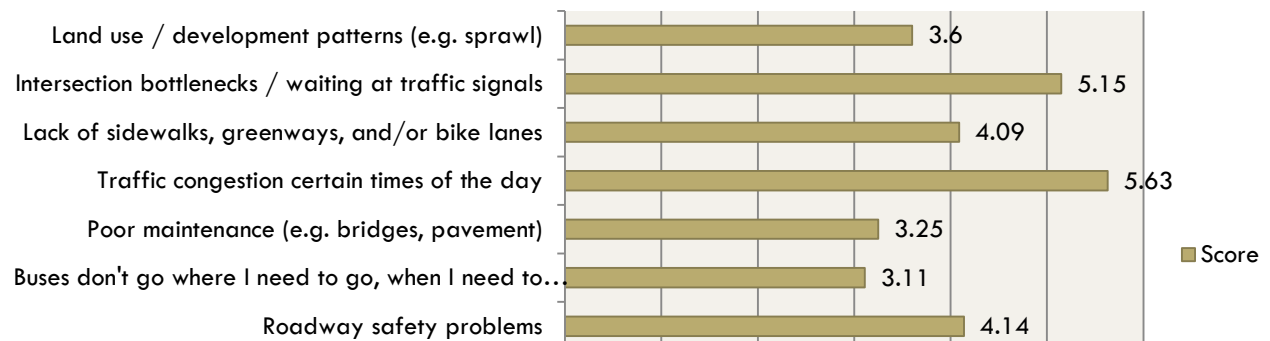 Land use / development patterns (e.g. sprawl)
3.6
Intersection bottlenecks / waiting at traffic signals
5.15
Lack of sidewalks, greenways, and/or bike lanes
4.09
Traffic congestion certain times of the day
5.63
Poor maintenance (e.g. bridges, pavement)
3.25
Score
Buses don't go where I need to go, when I need to…
3.11
Roadway safety problems
4.14